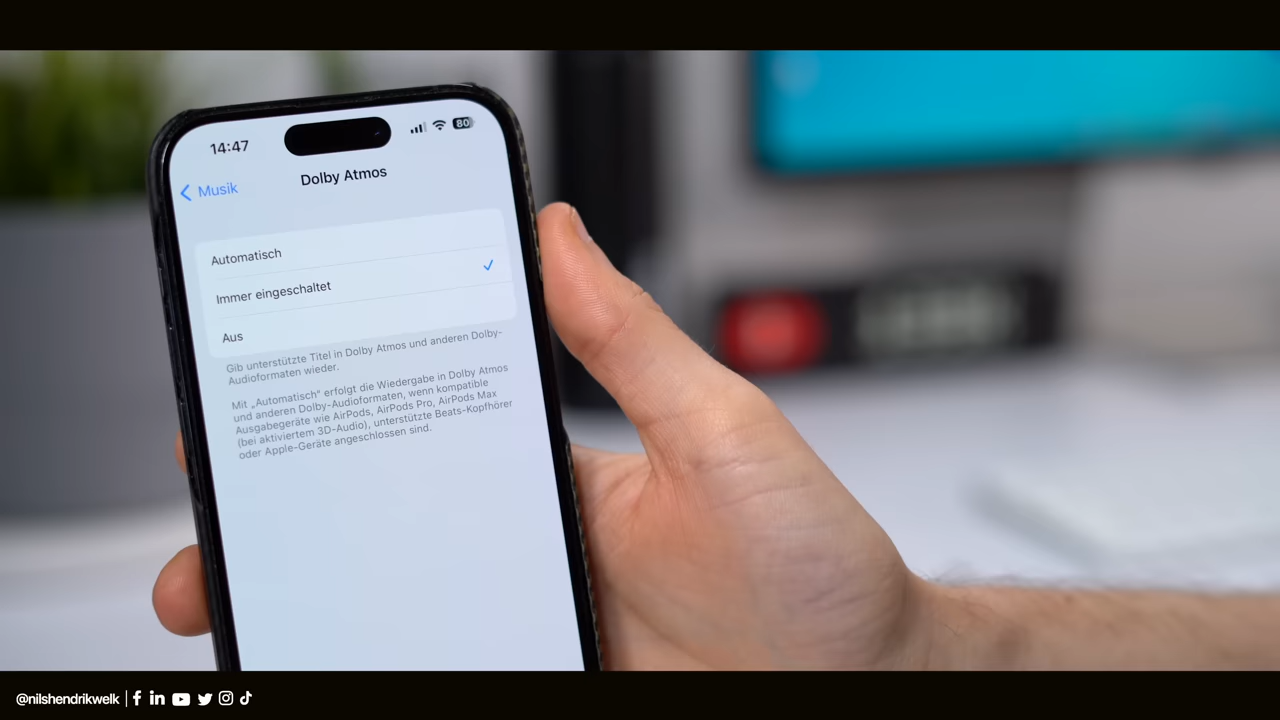 14:47
80
Musik
Dolby Atmos
Automatisch
Immer eingeschaltet
Aus
Gib unterstützte Titel in Dolby Atmos und anderen Dolby-
Audioformaten wieder.
Mit „Automatisch“ erfolgt die Wiedergabe in Dolby Atmos
und anderen Dolby-Audioformaten, wenn kompatible
Ausgabegeräte wie AirPods, AirPods Pro, AirPods Max
(bei aktiviertem 3D-Audio), unterstützte Beats-Kopfhörer
oder Apple-Geräte angeschlossen sind.
@nilshendrikwelk